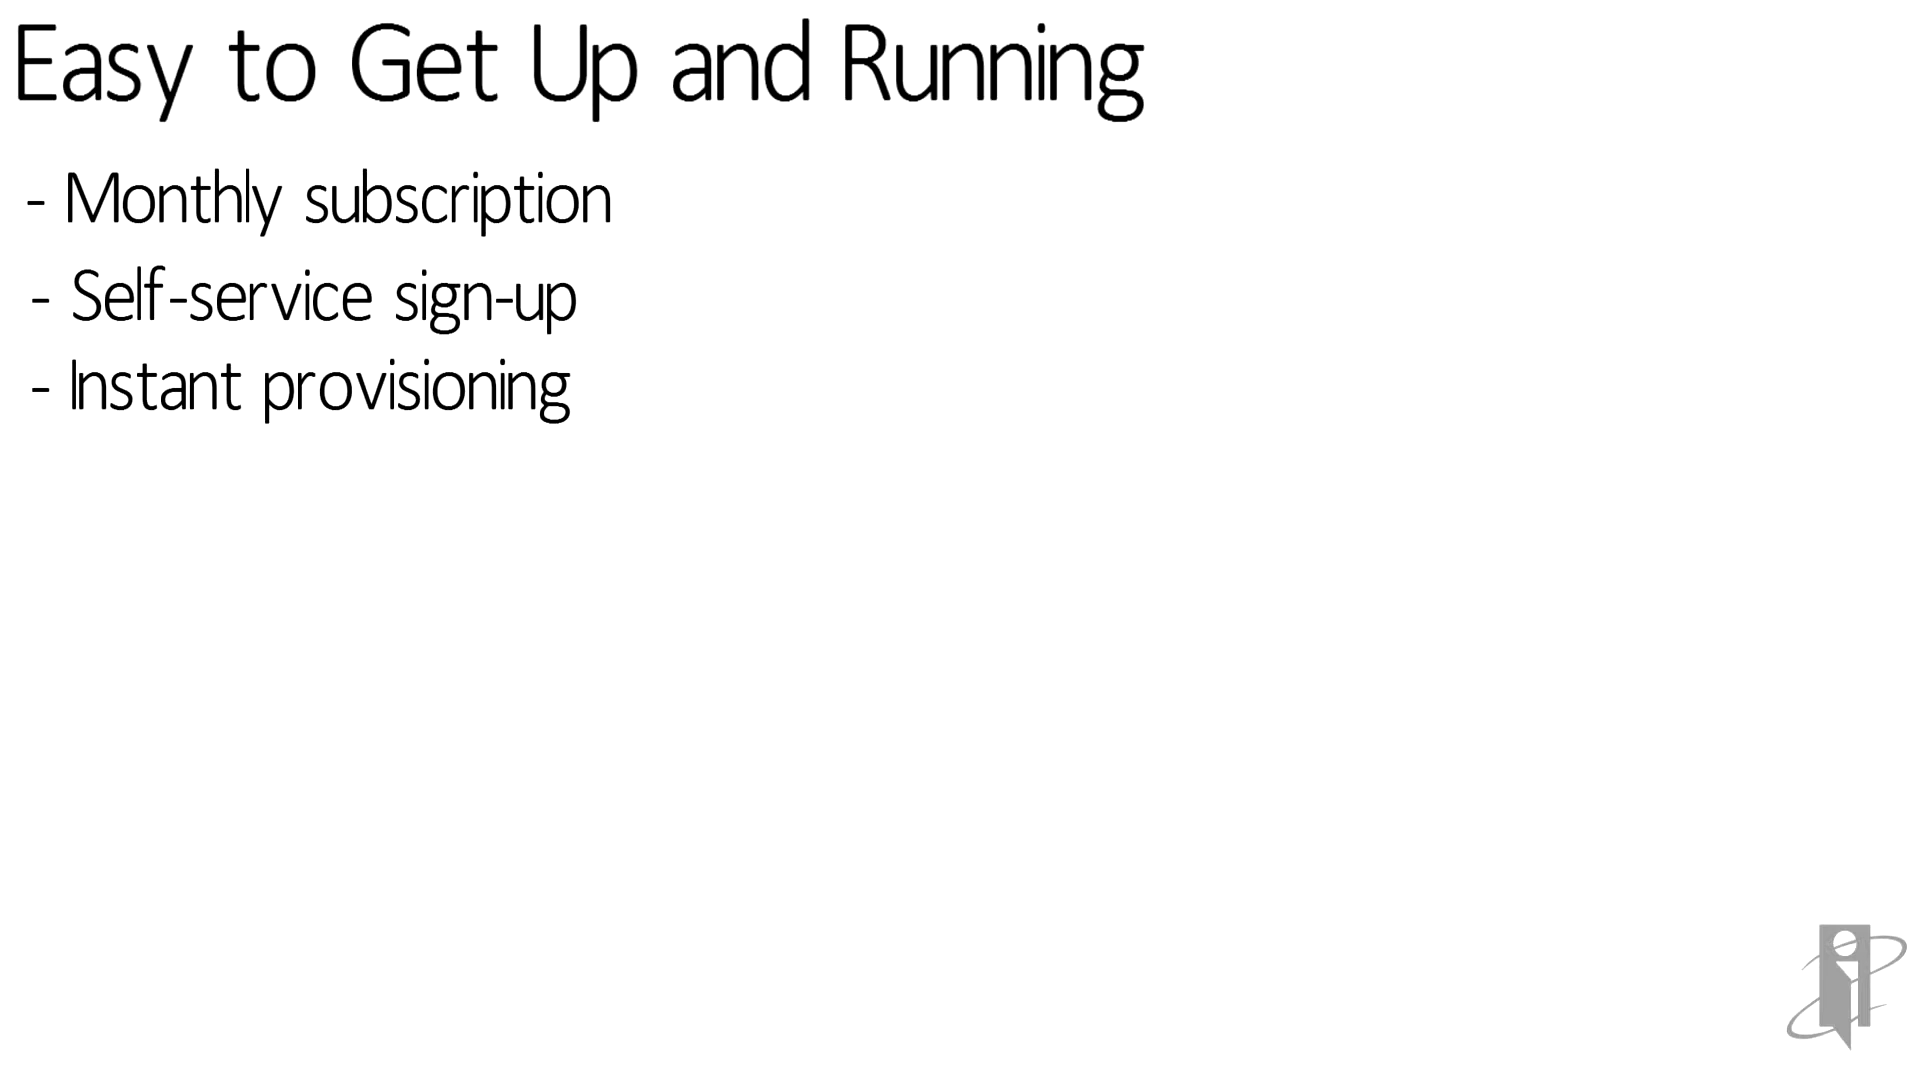 Easy to Get Up and Running
- Monthly subscription
- Self-service sign-up
- Instant provisioning